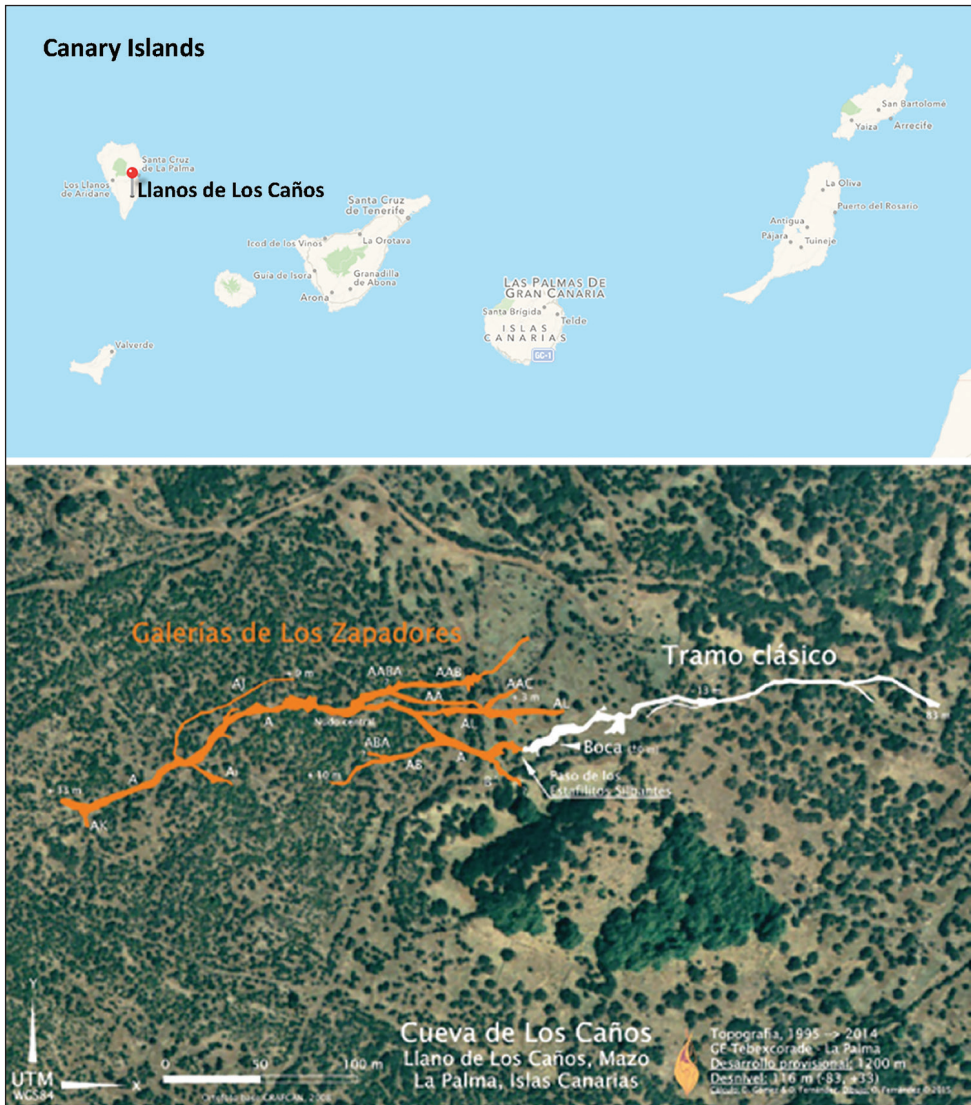 Canary Islands
San Bartolomé
Yaiza
Arrecife
Santa Cruz
de La Palma
Los Llanos
de Aridane
Llanos de Los Caños
La Oliva
Puerto del Rosario
Antigua
Pájara
Tuineje
Santa Cruz
de Tenerife
Icod de los Vinos
La Orotava
Guía de Isora
Granadilla
de Abona
Arona
LAS PALMAS DE
GRAN CANARIA
Santa Brígida
Telde
ISLAS
CANARIAS
GC-1
Valverde
Galerías de Los Zapadores
Tramo clásico
AJ
AABA
AAB
AAC
+ 3 m
AA
A
Nudo central
AL
AL
- 13 m
83 m
Boca
ABA
AB
A
+ 10 m
A
+ 33 m
AK
Paso de los
Estafilitos Silbantes
Cueva de Los Caños
Llano de Los Caños, Mazo
La Palma, Islas Canarias
Topografía, 1995 -> 2014
GE Tebexcorade - La Palma
Desarrollo provisional: 1200 m
Desnivel: 116 m (-83, +33)
Y
X
UTM
WGS84
0 50 100 m